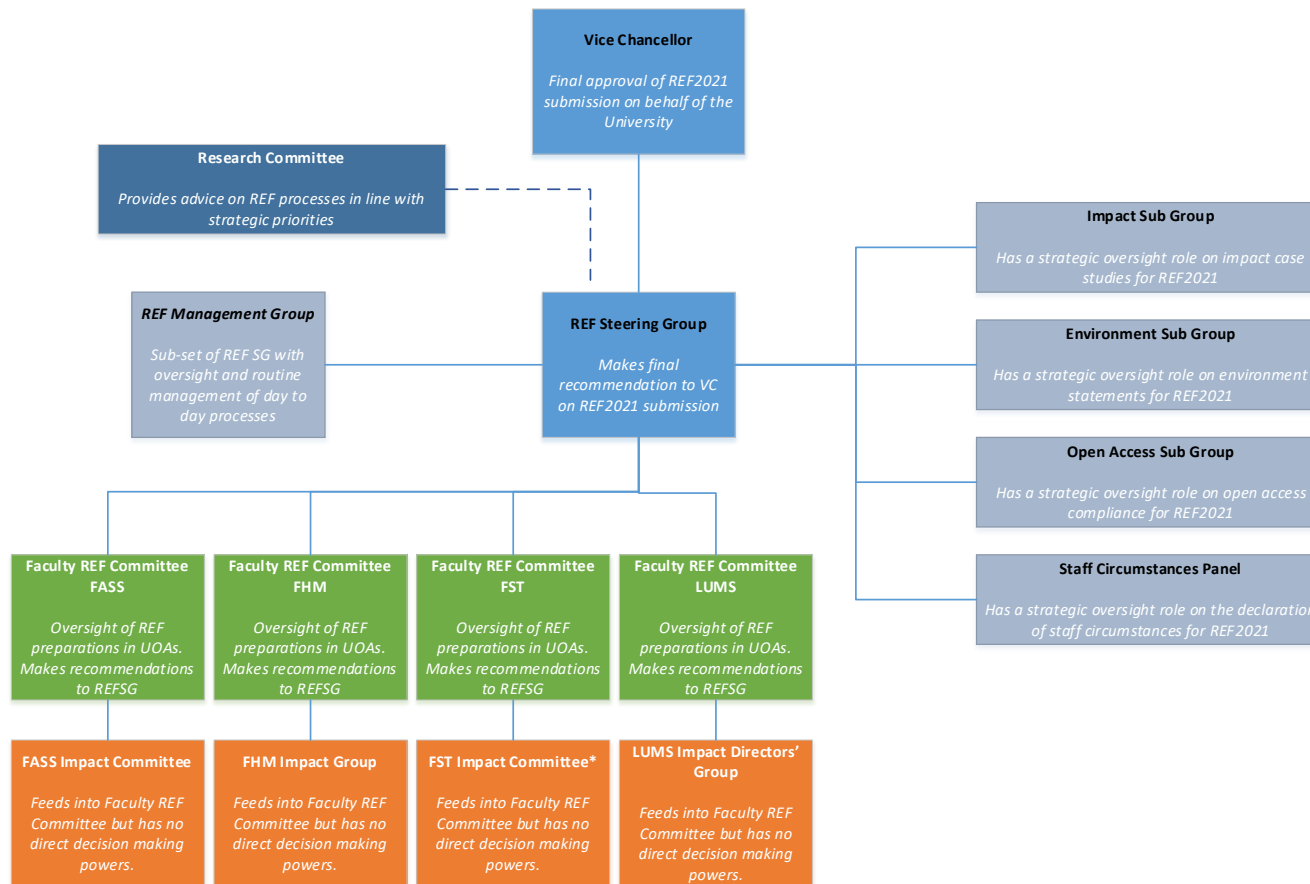 Vice Chancellor
Final approval of REF2021
submission on behalf of the
University
Research Committee
Provides advice on REF processes in line with
strategic priorities
Impact Sub Group
Has a strategic oversight role on impact case
studies for REF2021
REF Management Group
Sub-set of REF SG with
oversight and routine
management of day to
day processes
REF Steering Group
Makes final
recommendation to VC
on REF2021 submission
Environment Sub Group
Has a strategic oversight role on environment
statements for REF2021
Open Access Sub Group
Has a strategic oversight role on open access
compliance for REF2021
Staff Circumstances Panel
Has a strategic oversight role on the declaration
of staff circumstances for REF2021
Faculty REF Committee
FASS
Oversight of REF
preparations in UOAs.
Makes recommendations
to REFSG
Faculty REF Committee
FHM
Oversight of REF
preparations in UOAs.
Makes recommendations
to REFSG
Faculty REF Committee
FST
Oversight of REF
preparations in UOAs.
Makes recommendations
to REFSG
Faculty REF Committee
LUMS
Oversight of REF
preparations in UOAs.
Makes recommendations
to REFSG
FASS Impact Committee
Feeds into Faculty REF
Committee but has no
direct decision making
powers.
FHM Impact Group
Feeds into Faculty REF
Committee but has no
direct decision making
powers.
FST Impact Committee*
Feeds into Faculty REF
Committee but has no
direct decision making
powers.
LUMS Impact Directors’
Group
Feeds into Faculty REF
Committee but has no
direct decision making
powers.